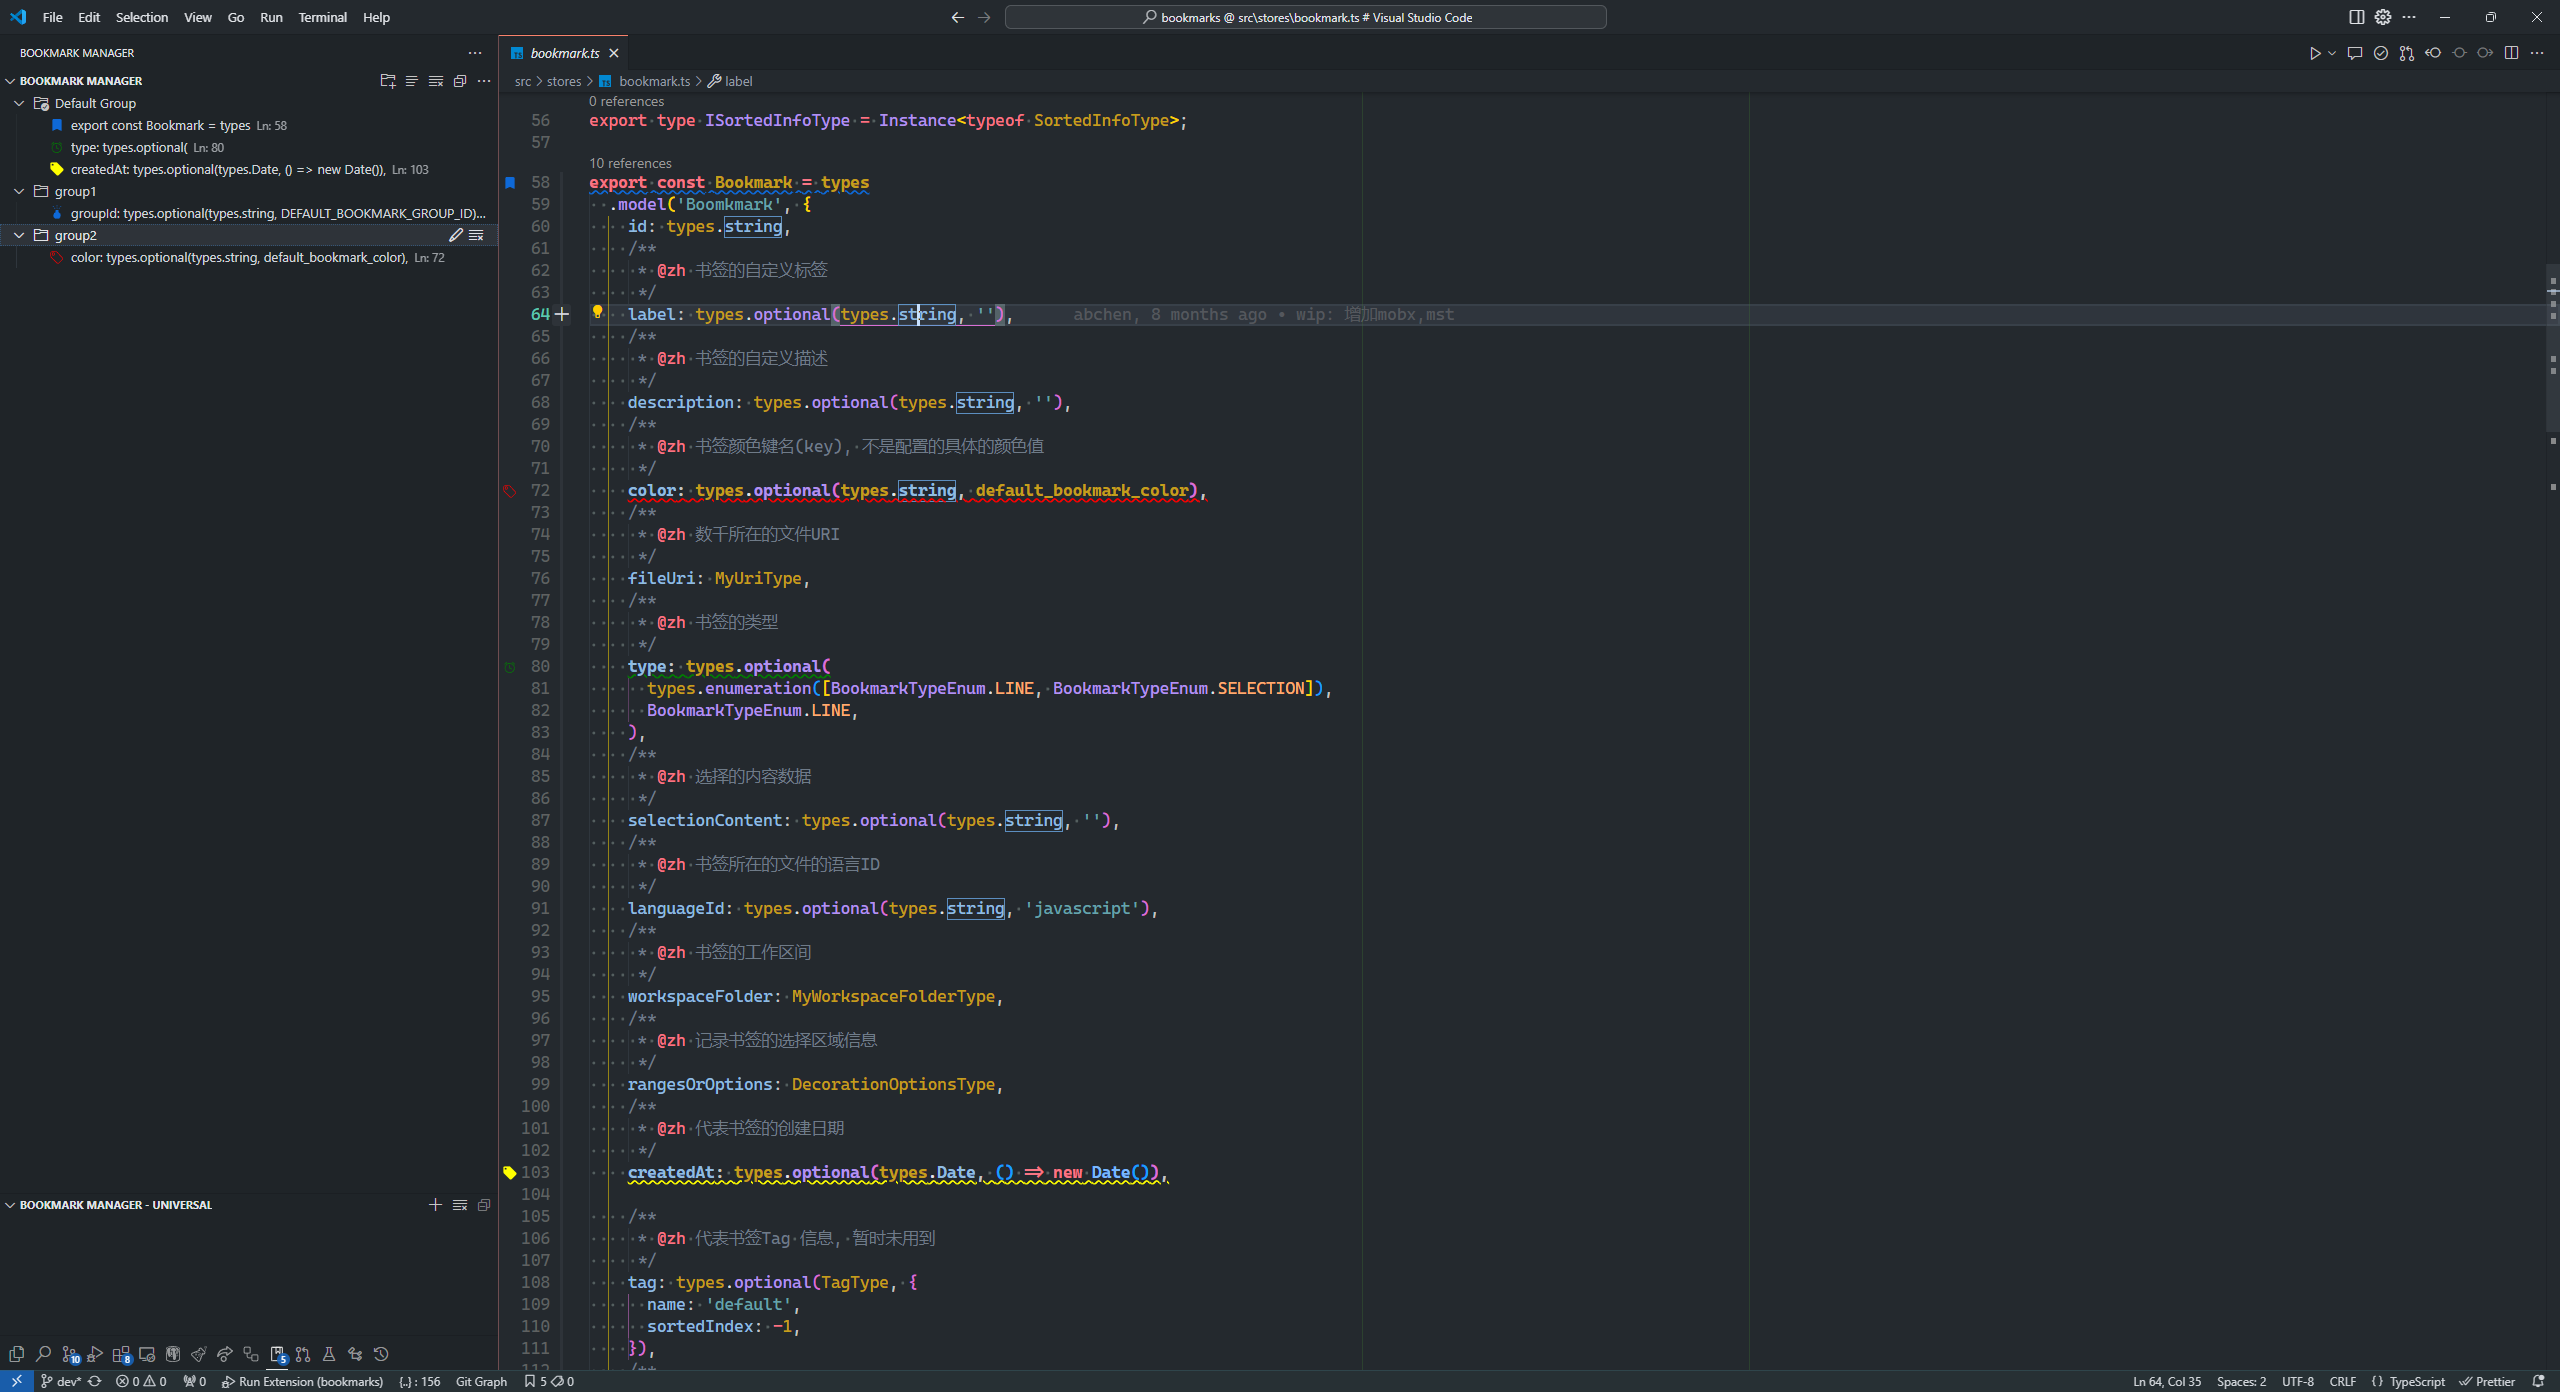 File Edit Selection View Go Run Terminal Help
bookmarks @ src\stores\bookmark.ts # Visual Studio Code
BOOKMARK MANAGER
BOOKMARK MANAGER
Default Group
export const Bookmark = types Ln: 58
type: types.optional( Ln: 80
createdAt: types.optional(types.Date, () => new Date()), Ln: 103
group1
groupId: types.optional(types.string, DEFAULT_BOOKMARK_GROUP_ID)...
group2
color: types.optional(types.string, default_bookmark_color), Ln: 72
BOOKMARK MANAGER - UNIVERSAL
bookmark.ts
src > stores > bookmark.ts > label
0 references
56 export type ISortedInfoType = Instance<typeof SortedInfoType>;
57
10 references
58 export const Bookmark = types
59 .model('Boomkmark', {
60 id: types.string,
61 /**
62 * @zh 书签的自定义标签
63 */
64 label: types.optional(types.string, ''), abchen, 8 months ago • wip: 增加mobx,mst
65 /**
66 * @zh 书签的自定义描述
67 */
68 description: types.optional(types.string, ''),
69 /**
70 * @zh 书签颜色键名(key), 不是配置的具体的颜色值
71 */
72 color: types.optional(types.string, default_bookmark_color),
73 /**
74 * @zh 数千所在的文件URI
75 */
76 fileUri: MyUriType,
77 /**
78 * @zh 书签的类型
79 */
80 type: types.optional(
81 types.enumeration([BookmarkTypeEnum.LINE, BookmarkTypeEnum.SELECTION]),
82 BookmarkTypeEnum.LINE,
83 ),
84 /**
85 * @zh 选择的内容数据
86 */
87 selectionContent: types.optional(types.string, ''),
88 /**
89 * @zh 书签所在的文件的语言ID
90 */
91 languageId: types.optional(types.string, 'javascript'),
92 /**
93 * @zh 书签的工作区间
94 */
95 workspaceFolder: MyWorkspaceFolderType,
96 /**
97 * @zh 记录书签的选择区域信息
98 */
99 rangesOrOptions: DecorationOptionsType,
100 /**
101 * @zh 代表书签的创建日期
102 */
103 createdAt: types.optional(types.Date, () => new Date()),
104
105 /**
106 * @zh 代表书签Tag 信息, 暂时未用到
107 */
108 tag: types.optional(TagType, {
109 name: 'default',
110 sortedIndex: -1,
111 }),
112 /**
10 8 5
dev* 0 0 0 Run Extension (bookmarks) {..} : 156 Git Graph 5 0
Ln 64, Col 35 Spaces: 2 UTF-8 CRLF { } TypeScript Prettier